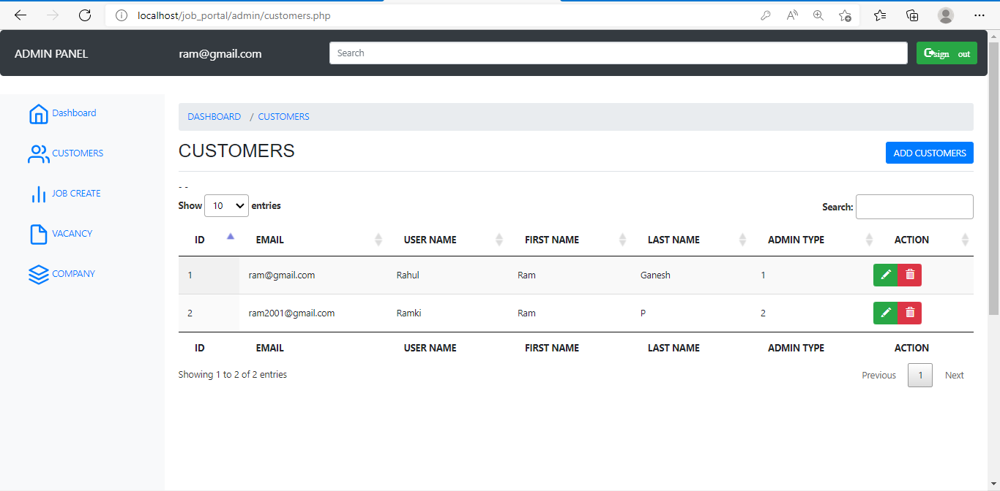 localhost/job_portal/admin/customers.php
ADMIN PANEL ram@gmail.com Search sign out
Dashboard
CUSTOMERS
JOB CREATE
VACANCY
COMPANY
DASHBOARD / CUSTOMERS
CUSTOMERS ADD CUSTOMERS
- -
Show 10 entries Search:
ID EMAIL USER NAME FIRST NAME LAST NAME ADMIN TYPE ACTION
1 ram@gmail.com Rahul Ram Ganesh 1
2 ram2001@gmail.com Ramki Ram P 2
ID EMAIL USER NAME FIRST NAME LAST NAME ADMIN TYPE ACTION
Showing 1 to 2 of 2 entries Previous 1 Next